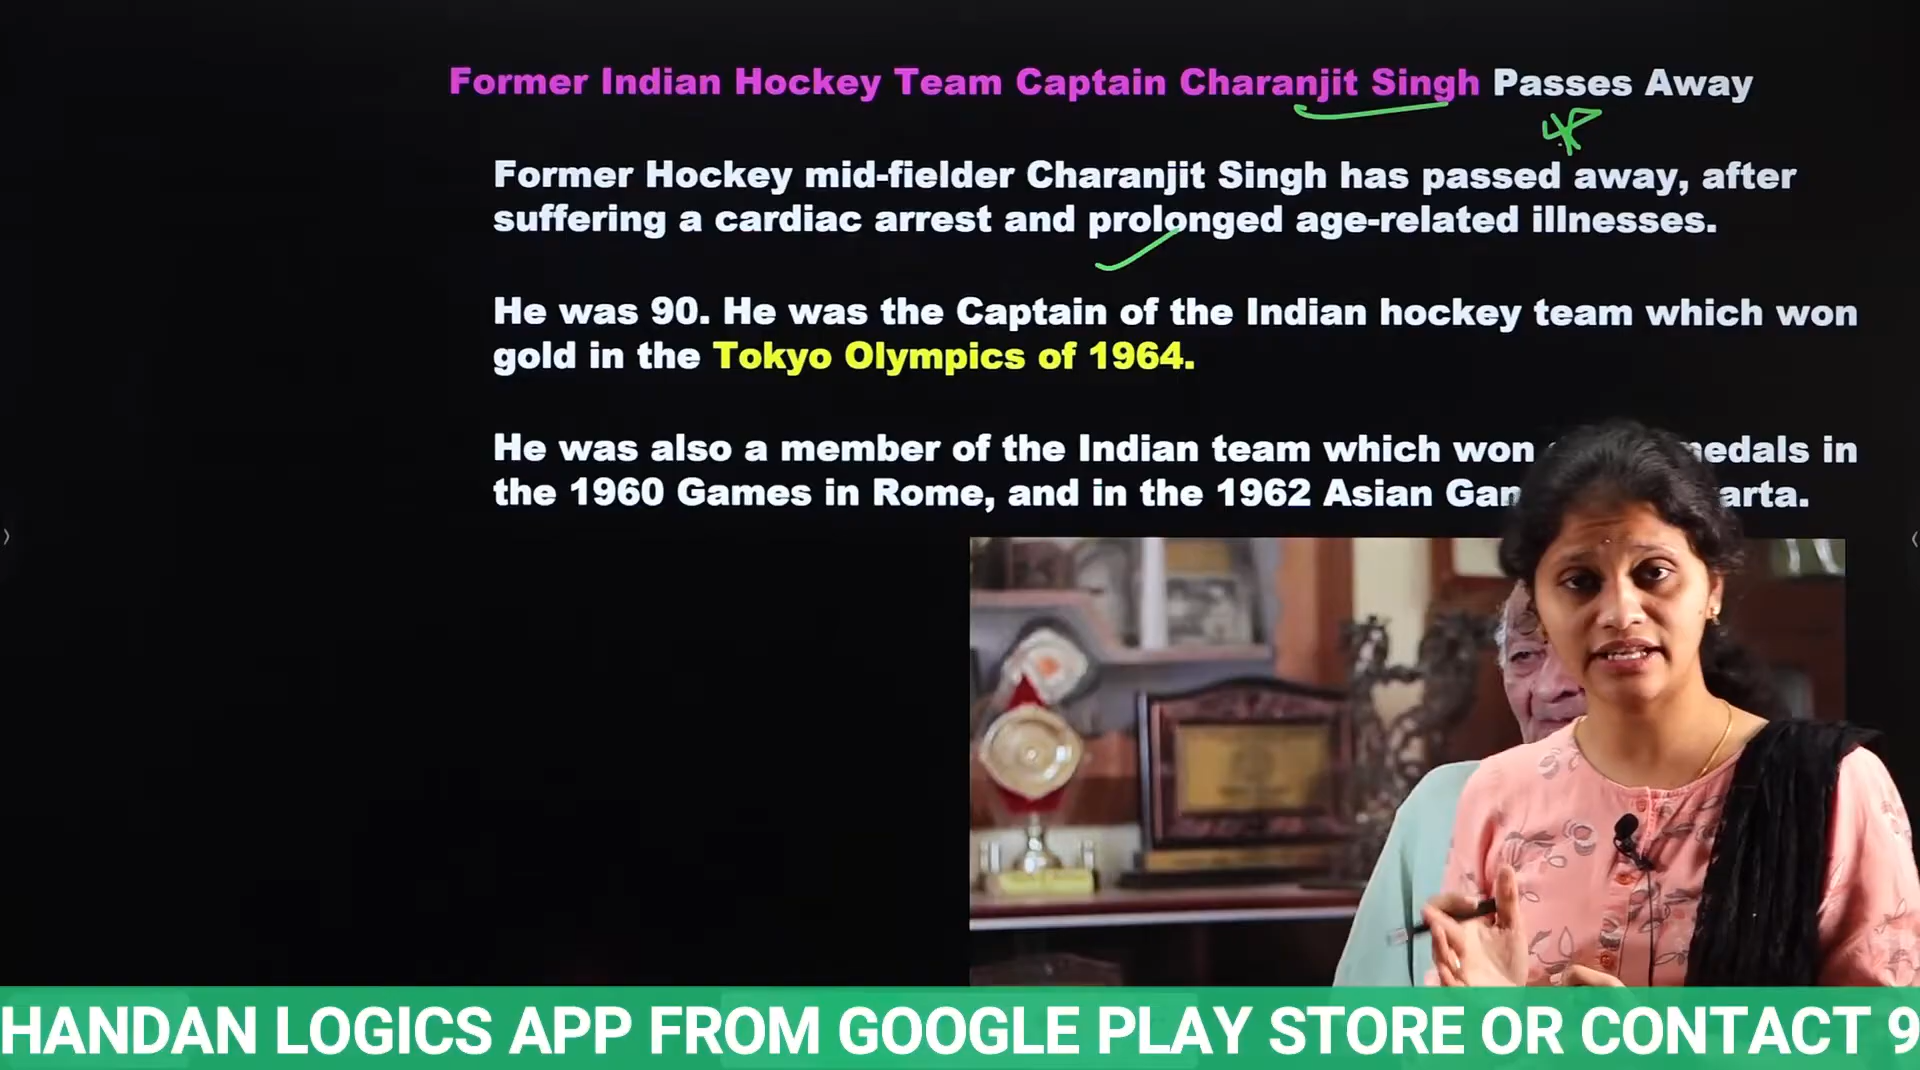 Former Indian Hockey Team Captain Charanjit Singh Passes Away
Former Hockey mid-fielder Charanjit Singh has passed away, after
suffering a cardiac arrest and prolonged age-related illnesses.
He was 90. He was the Captain of the Indian hockey team which won
gold in the Tokyo Olympics of 1964.
He was also a member of the Indian team which won medals in
the 1960 Games in Rome, and in the 1962 Asian
HANDAN LOGICS APP FROM GOOGLE PLAY STORE OR CONTACT 9